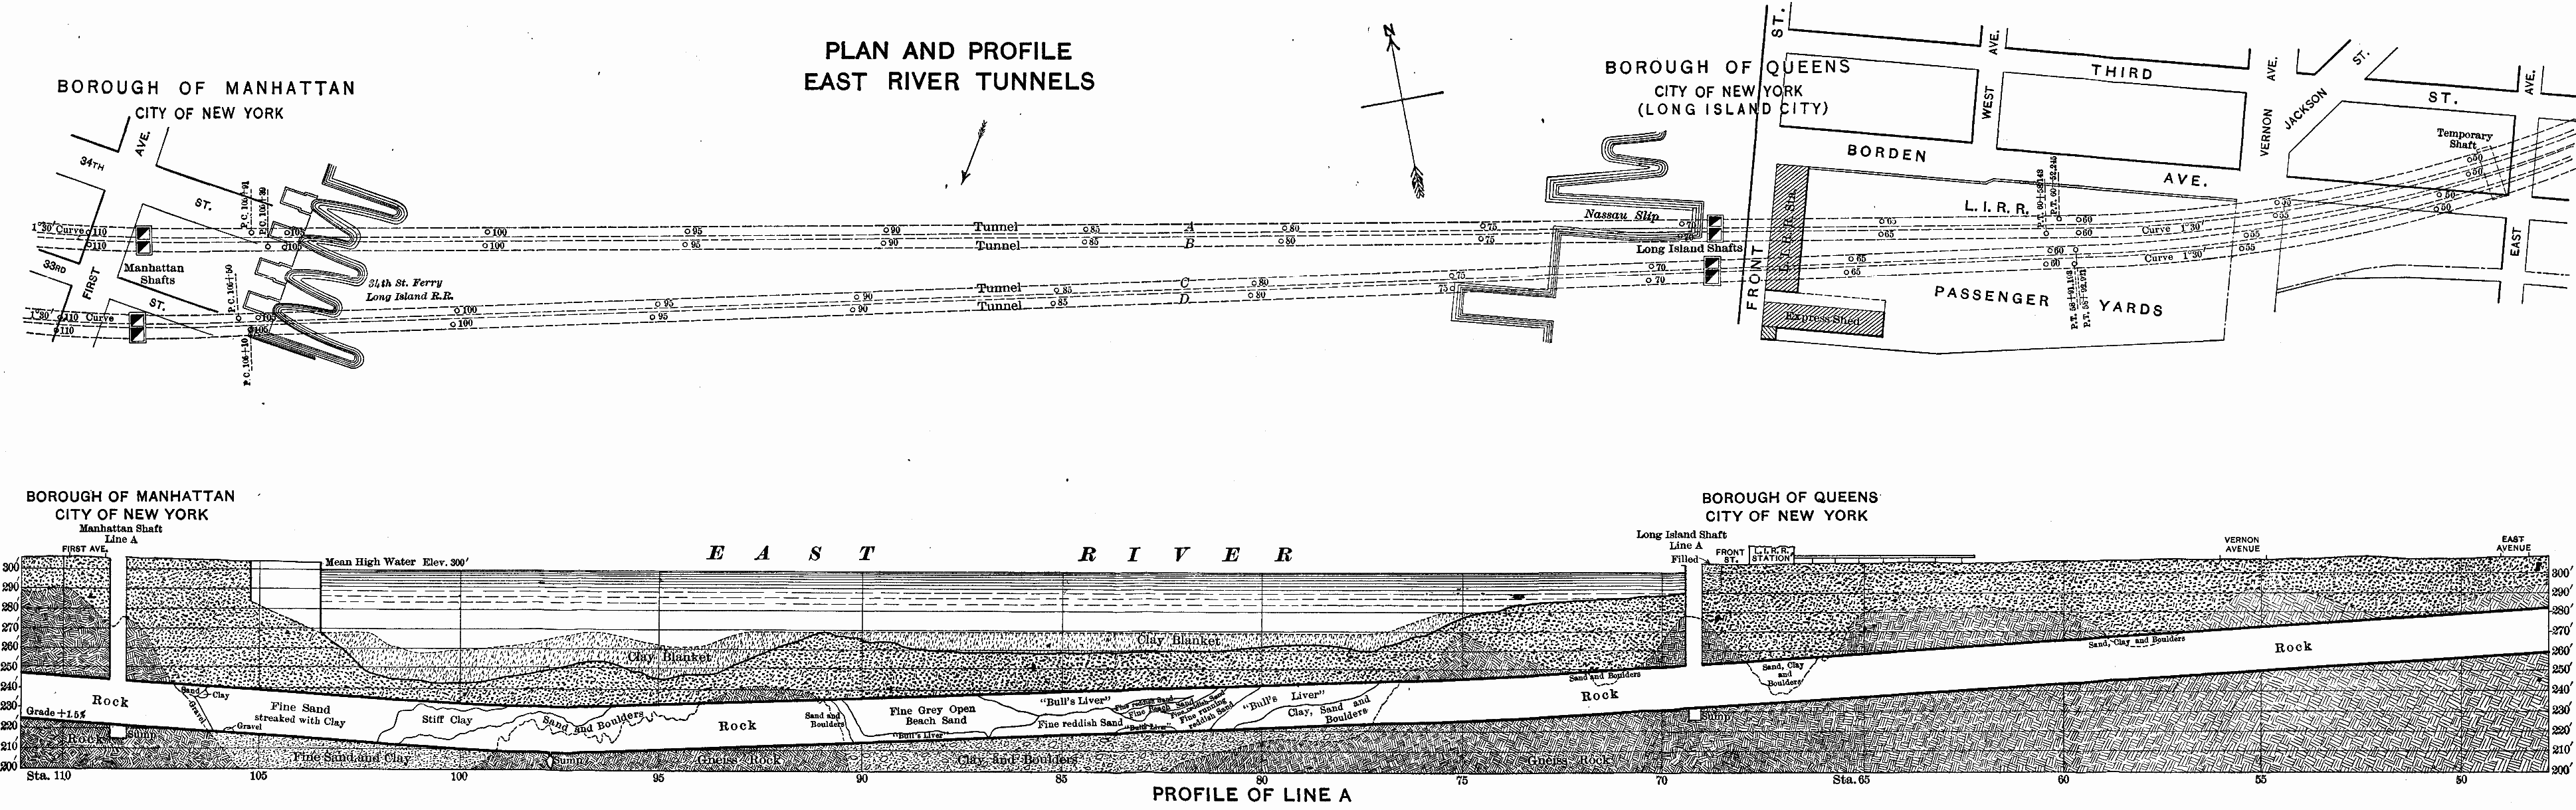 PLAN AND PROFILE
EAST RIVER TUNNELS
BOROUGH OF MANHATTAN
CITY OF NEW YORK
BOROUGH OF QUEENS
CITY OF NEW YORK
(LONG ISLAND CITY)
N
34TH
ST.
AVE.
FIRST
33RD
ST.
1°30' Curve
110
110
Manhattan
Shafts
P.C. 105+50
105
105
34th St. Ferry
Long Island R.R.
100 95 90 Tunnel 85 A 80 75 70
100 95 90 Tunnel 85 B 80 75 70
100 95 90 Tunnel 85 C 80 75 70
100 95 90 Tunnel 85 D 80 75 70
1°30' Curve
110
110
105
105
Nassau Slip
Long Island Shafts
FRONT
ST.
BORDEN
AVE.
THIRD
ST.
WEST
AVE.
VERNON
AVE.
JACKSON
ST.
EAST
AVE.
Temporary
Shaft
L.I.R.R.
PASSENGER YARDS
Express Shed
65 60 Curve 1°30' 55 50
65 60 55 50
65 60 Curve 1°30' 55 50
65 60 55 50
BOROUGH OF MANHATTAN
CITY OF NEW YORK
Manhattan Shaft
Line A
FIRST AVE.
EAST RIVER
Mean High Water Elev. 300'
BOROUGH OF QUEENS
CITY OF NEW YORK
Long Island Shaft
Line A
Filled
FRONT
ST.
L.I.R.R.
STATION
VERNON
AVENUE
EAST
AVENUE
300'
290'
280'
270'
260'
250'
240'
230'
220'
210'
200'
300'
290'
280'
270'
260'
250'
240'
230'
220'
210'
200'
Clay Blanket
Clay Blanket
Rock
Grade +1.5%
Rock
Sump
Sand
Clay
Gravel
Gravel
Fine Sand
streaked with Clay
Fine Sand and Clay
Stiff Clay
Sand and Boulders
Sump
Rock
Gneiss Rock
Sand and
Boulders
Fine Grey Open
Beach Sand
"Bull's Liver"
Clay and Boulders
"Bull's Liver"
Fine reddish Sand
Fine reddish Sand
Fine running
reddish Sand
"Bull's Liver"
"Bull's Liver"
Clay, Sand and
Boulders
Gneiss Rock
Sand and Boulders
Rock
Sump
Sand, Clay
and
Boulders
Sand, Clay and Boulders
Rock
Sta. 110 105 100 95 90 85 80 75 70 Sta. 65 60 55 50
PROFILE OF LINE A